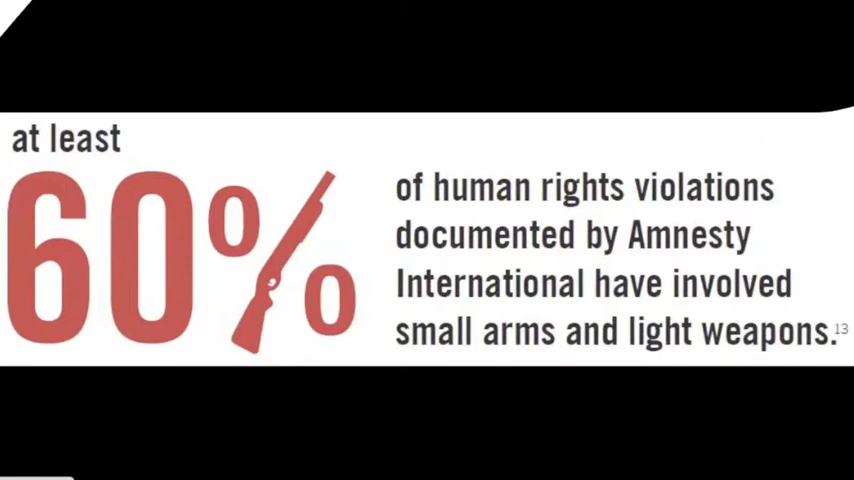 at least
60%
of human rights violations
documented by Amnesty
International have involved
small arms and light weapons.13